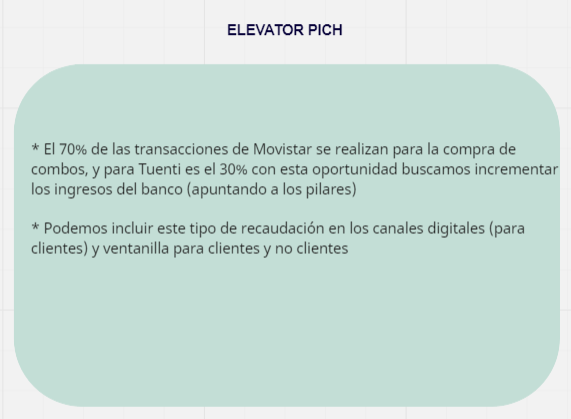 ELEVATOR PICH
* El 70% de las transacciones de Movistar se realizan para la compra de
combos, y para Tuenti es el 30% con esta oportunidad buscamos incrementar
los ingresos del banco (apuntando a los pilares)
* Podemos incluir este tipo de recaudación en los canales digitales (para
clientes) y ventanilla para clientes y no clientes